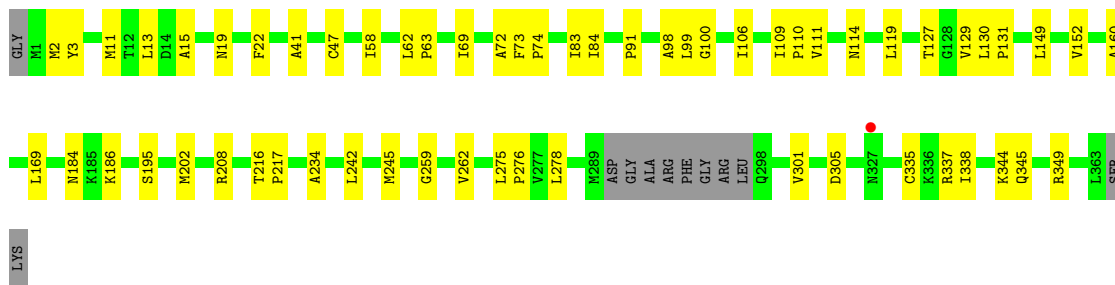 GLY M1 M2 Y3 M11 T12 L13 D14 A15 N19 F22 A41 C47 I58 L62 P63 I69 A72 F73 P74 I83 I84 P91 A98 L99 G100 I106 I109 P110 V111 N114 L119 T127 G128 V129 L130 P131 L149 V152 A160
L169 N184 K185 K186 S195 M202 R208 T216 P217 A234 L242 M245 G259 V262 L275 P276 V277 L278 M289 ASP GLY ALA ARG PHE GLY ARG LEU Q298 V301 D305 N327 C335 K336 R337 I338 K344 Q345 R349 L363 SER
LYS